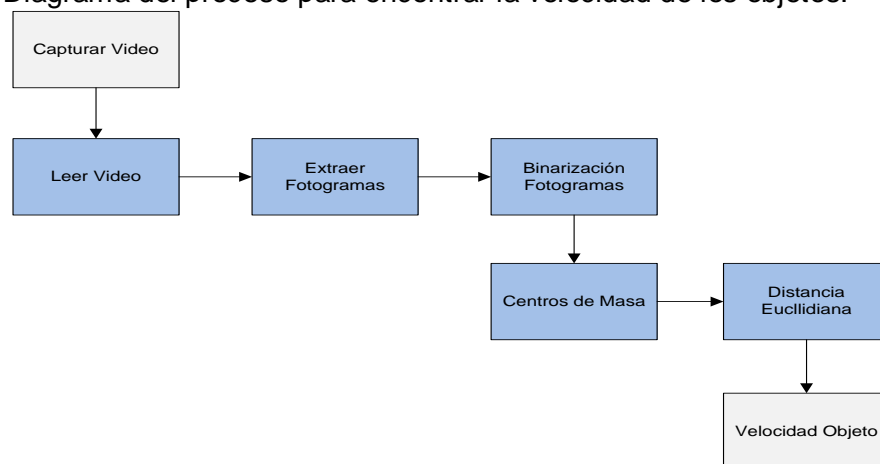 Diagrama del proceso para encontrar la velocidad de los objetos.
Capturar Video
Leer Video
Extraer
Fotogramas
Binarización
Fotogramas
Centros de Masa
Distancia
Eucllidiana
Velocidad Objeto